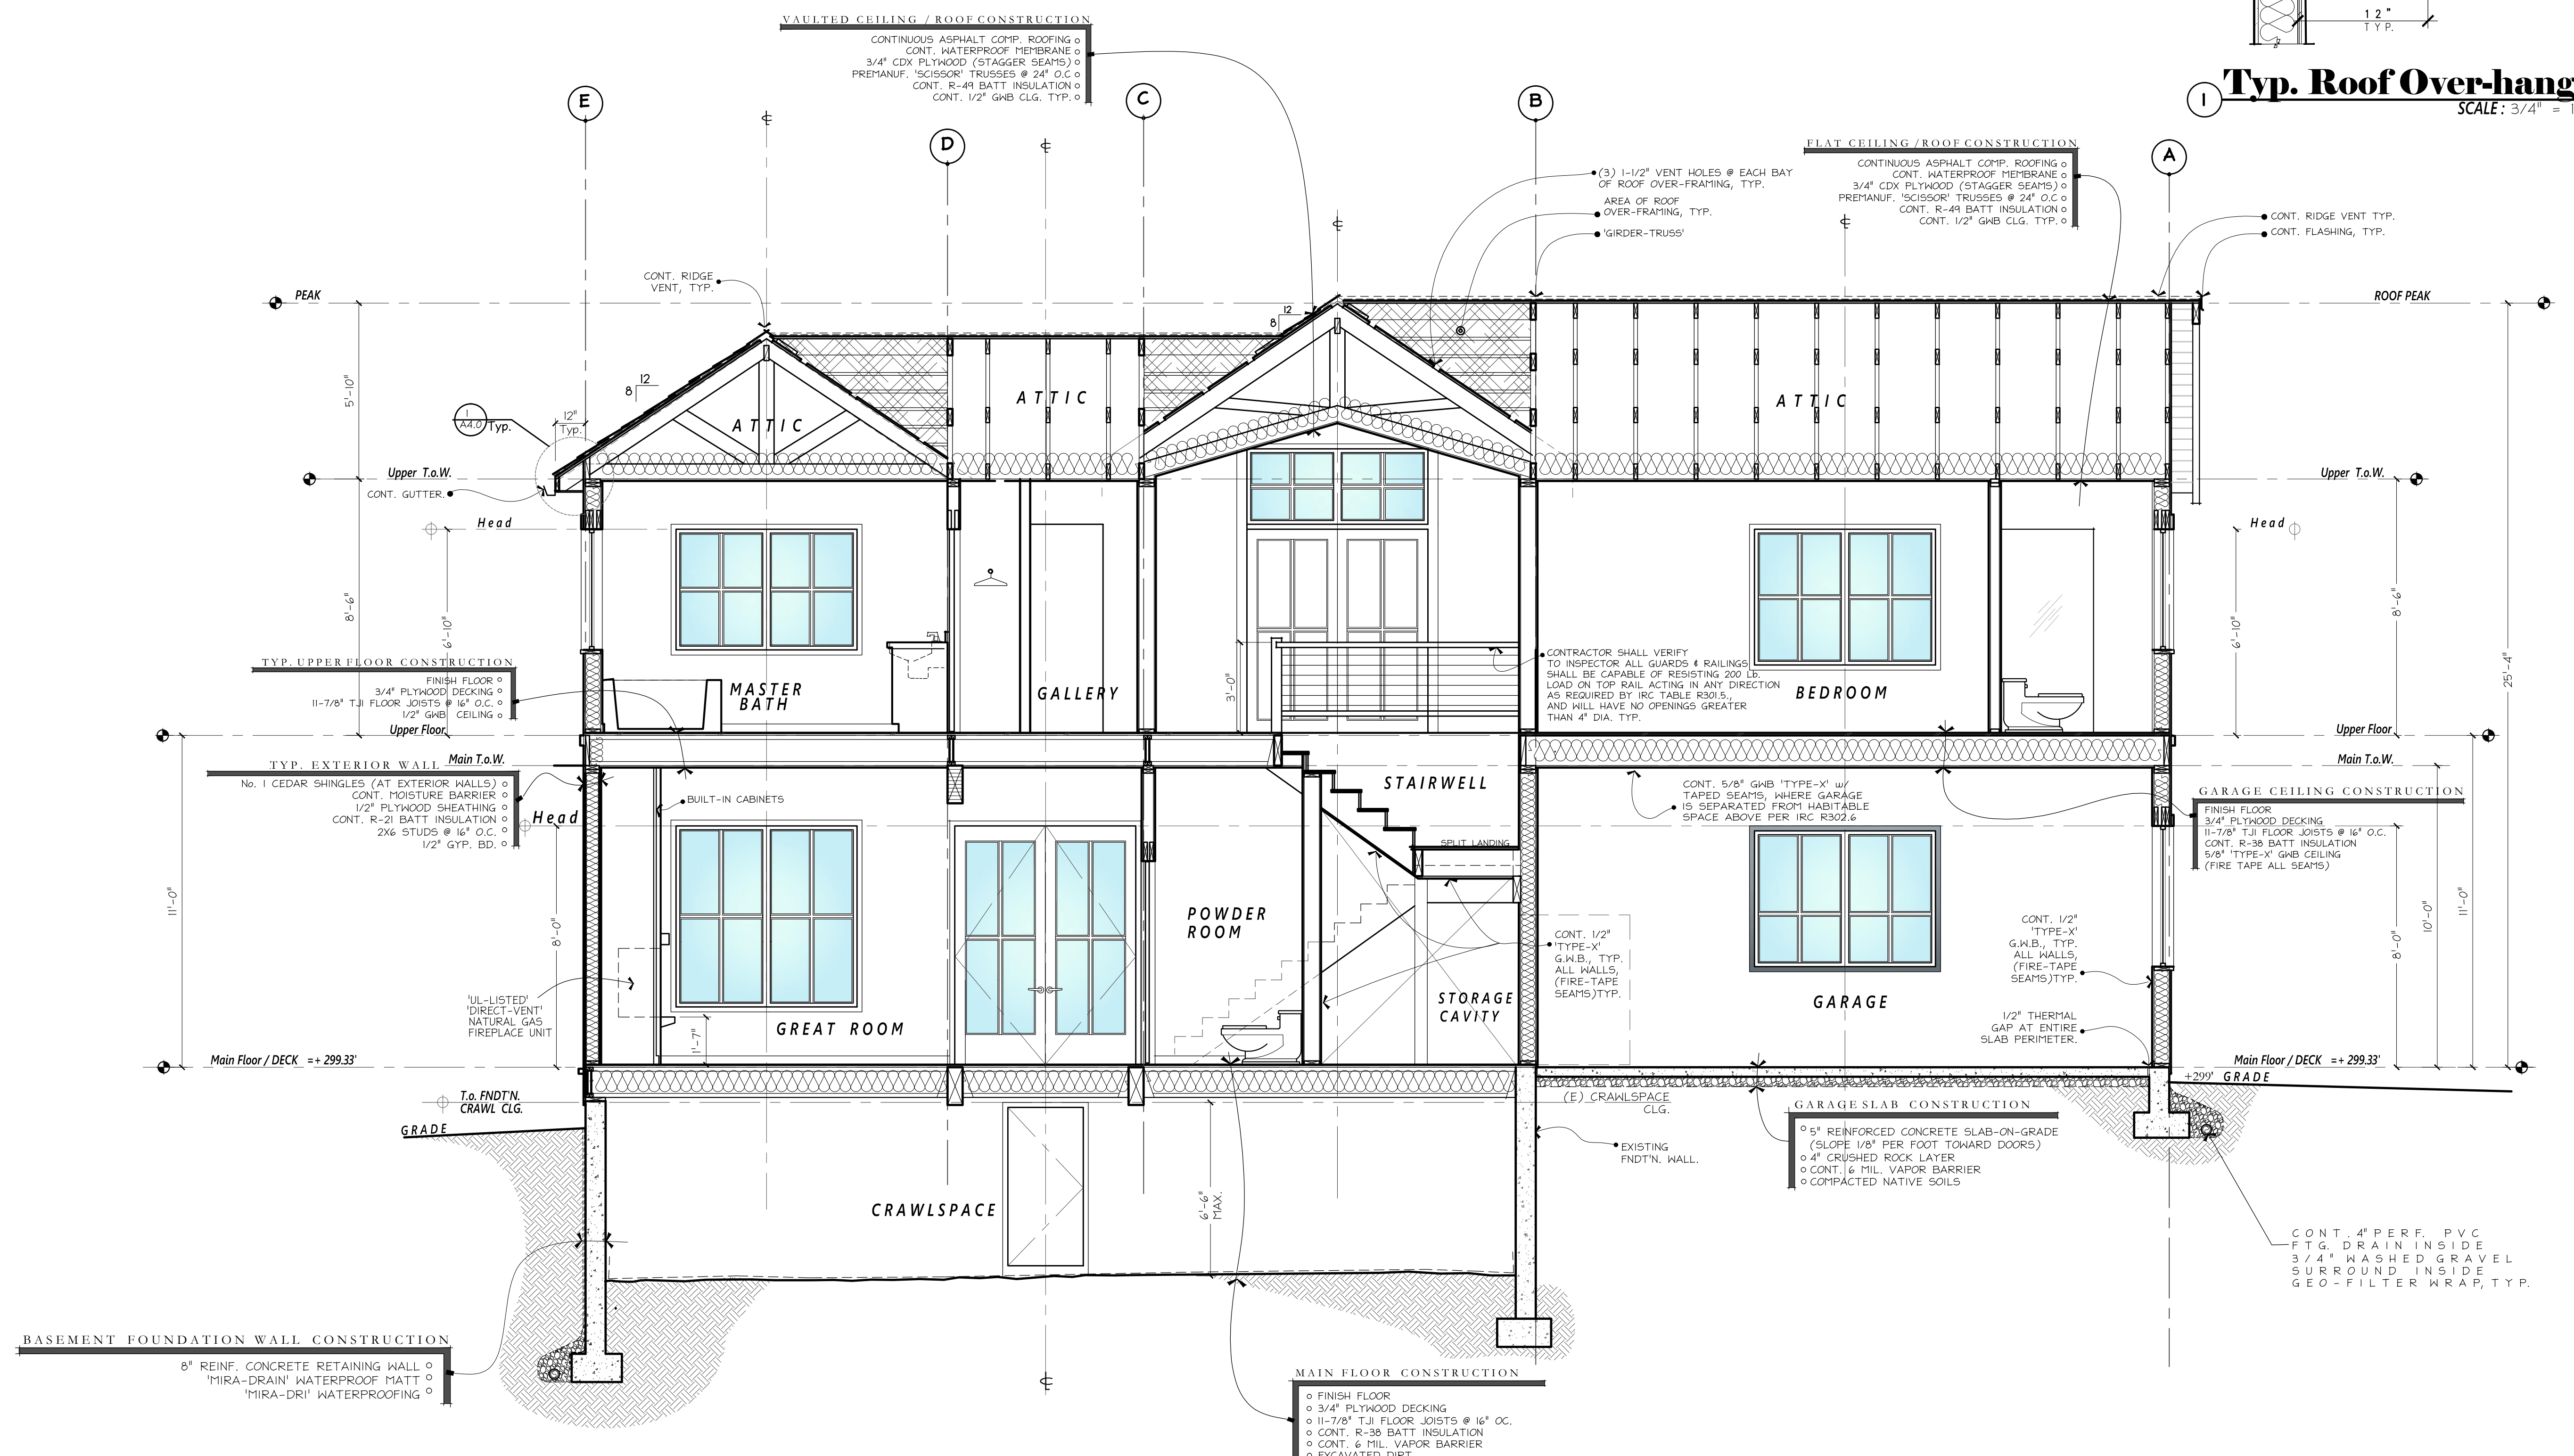 VAULTED CEILING / ROOF CONSTRUCTION
CONTINUOUS ASPHALT COMP. ROOFING
CONT. WATERPROOF MEMBRANE
3/4" CDX PLYWOOD (STAGGER SEAMS)
PREMANUF. 'SCISSOR' TRUSSES @ 24" O.C
CONT. R-49 BATT INSULATION
CONT. 1/2" GWB CLG. TYP.
12"
TYP.
1
Typ. Roof Over-hang
SCALE : 3/4" = 1
E
D
C
B
A
FLAT CEILING /ROOF CONSTRUCTION
CONTINUOUS ASPHALT COMP. ROOFING
CONT. WATERPROOF MEMBRANE
3/4" CDX PLYWOOD (STAGGER SEAMS)
PREMANUF. 'SCISSOR' TRUSSES @ 24" O.C
CONT. R-49 BATT INSULATION
CONT. 1/2" GWB CLG. TYP.
(3) 1-1/2" VENT HOLES @ EACH BAY
OF ROOF OVER-FRAMING, TYP.
AREA OF ROOF
OVER-FRAMING, TYP.
'GIRDER-TRUSS'
CONT. RIDGE VENT TYP.
CONT. FLASHING, TYP.
CONT. RIDGE
VENT, TYP.
PEAK
ROOF PEAK
12
8
12
8
5'-10"
1
A4.0
Typ.
12"
Typ.
ATTIC
ATTIC
ATTIC
Upper T.o.W.
Upper T.o.W.
CONT. GUTTER.
Head
Head
8'-6"
6'-10"
6'-10"
8'-6"
25'-4"
TYP. UPPER FLOOR CONSTRUCTION
FINISH FLOOR
3/4" PLYWOOD DECKING
11-7/8" TJI FLOOR JOISTS @ 16" O.C.
1/2" GWB CEILING
MASTER
BATH
GALLERY
3'-0"
CONTRACTOR SHALL VERIFY
TO INSPECTOR ALL GUARDS & RAILINGS
SHALL BE CAPABLE OF RESISTING 200 Lb.
LOAD ON TOP RAIL ACTING IN ANY DIRECTION
AS REQUIRED BY IRC TABLE R301.5.,
AND WILL HAVE NO OPENINGS GREATER
THAN 4" DIA. TYP.
BEDROOM
Upper Floor
Upper Floor
TYP. EXTERIOR WALL
Main T.o.W.
Main T.o.W.
No. 1 CEDAR SHINGLES (AT EXTERIOR WALLS)
CONT. MOISTURE BARRIER
1/2" PLYWOOD SHEATHING
CONT. R-21 BATT INSULATION
2X6 STUDS @ 16" O.C.
1/2" GYP. BD.
Head
BUILT-IN CABINETS
STAIRWELL
CONT. 5/8" GWB 'TYPE-X' w/
TAPED SEAMS, WHERE GARAGE
IS SEPARATED FROM HABITABLE
SPACE ABOVE PER IRC R302.6
GARAGE CEILING CONSTRUCTION
FINISH FLOOR
3/4" PLYWOOD DECKING
11-7/8" TJI FLOOR JOISTS @ 16" O.C.
CONT. R-38 BATT INSULATION
5/8" 'TYPE-X' GWB CEILING
(FIRE TAPE ALL SEAMS)
SPLIT LANDING
11'-0"
8'-0"
POWDER
ROOM
CONT. 1/2"
'TYPE-X'
G.W.B., TYP.
ALL WALLS,
(FIRE-TAPE
SEAMS)TYP.
CONT. 1/2"
'TYPE-X'
G.W.B., TYP.
ALL WALLS,
(FIRE-TAPE
SEAMS)TYP.
8'-0"
10'-0"
11'-0"
'UL-LISTED'
'DIRECT-VENT'
NATURAL GAS
FIREPLACE UNIT
1'-7"
GREAT ROOM
STORAGE
CAVITY
GARAGE
1/2" THERMAL
GAP AT ENTIRE
SLAB PERIMETER.
Main Floor / DECK =+ 299.33'
Main Floor / DECK =+ 299.33'
+299' GRADE
T.o. FNDT'N.
CRAWL CLG.
GRADE
(E) CRAWLSPACE
CLG.
GARAGE SLAB CONSTRUCTION
5" REINFORCED CONCRETE SLAB-ON-GRADE
(SLOPE 1/8" PER FOOT TOWARD DOORS)
4" CRUSHED ROCK LAYER
CONT. 6 MIL. VAPOR BARRIER
COMPACTED NATIVE SOILS
EXISTING
FNDT'N. WALL.
CRAWLSPACE
6'-6"
MAX.
CONT. 4" PERF. PVC
FTG. DRAIN INSIDE
3/4" WASHED GRAVEL
SURROUND INSIDE
GEO-FILTER WRAP, TYP.
BASEMENT FOUNDATION WALL CONSTRUCTION
8" REINF. CONCRETE RETAINING WALL
'MIRA-DRAIN' WATERPROOF MATT
'MIRA-DRI' WATERPROOFING
MAIN FLOOR CONSTRUCTION
FINISH FLOOR
3/4" PLYWOOD DECKING
11-7/8" TJI FLOOR JOISTS @ 16" OC.
CONT. R-38 BATT INSULATION
CONT. 6 MIL. VAPOR BARRIER
EXCAVATED DIRT